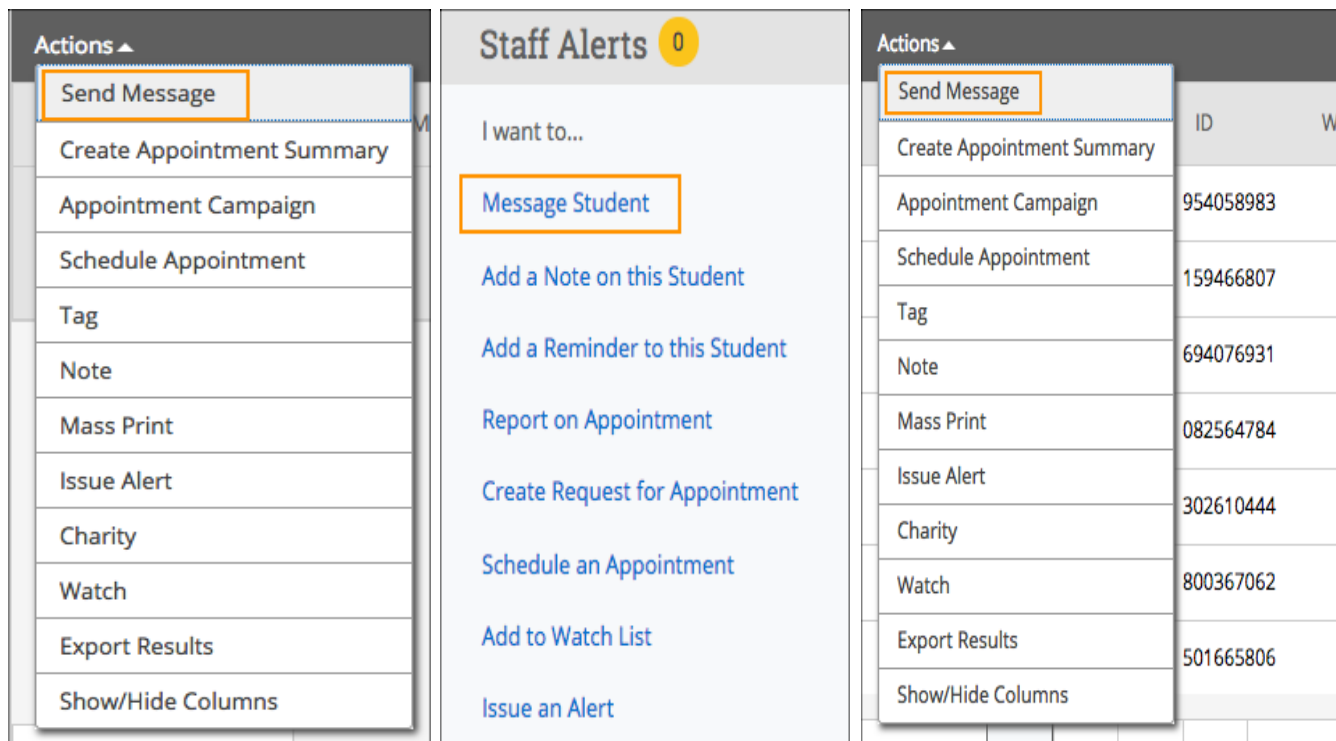 Actions
Send Message
Create Appointment Summary
Appointment Campaign
Schedule Appointment
Tag
Note
Mass Print
Issue Alert
Charity
Watch
Export Results
Show/Hide Columns
M
Staff Alerts 0
I want to...
Message Student
Add a Note on this Student
Add a Reminder to this Student
Report on Appointment
Create Request for Appointment
Schedule an Appointment
Add to Watch List
Issue an Alert
Actions
Send Message
Create Appointment Summary
Appointment Campaign
Schedule Appointment
Tag
Note
Mass Print
Issue Alert
Charity
Watch
Export Results
Show/Hide Columns
ID W
954058983
159466807
694076931
082564784
302610444
800367062
501665806